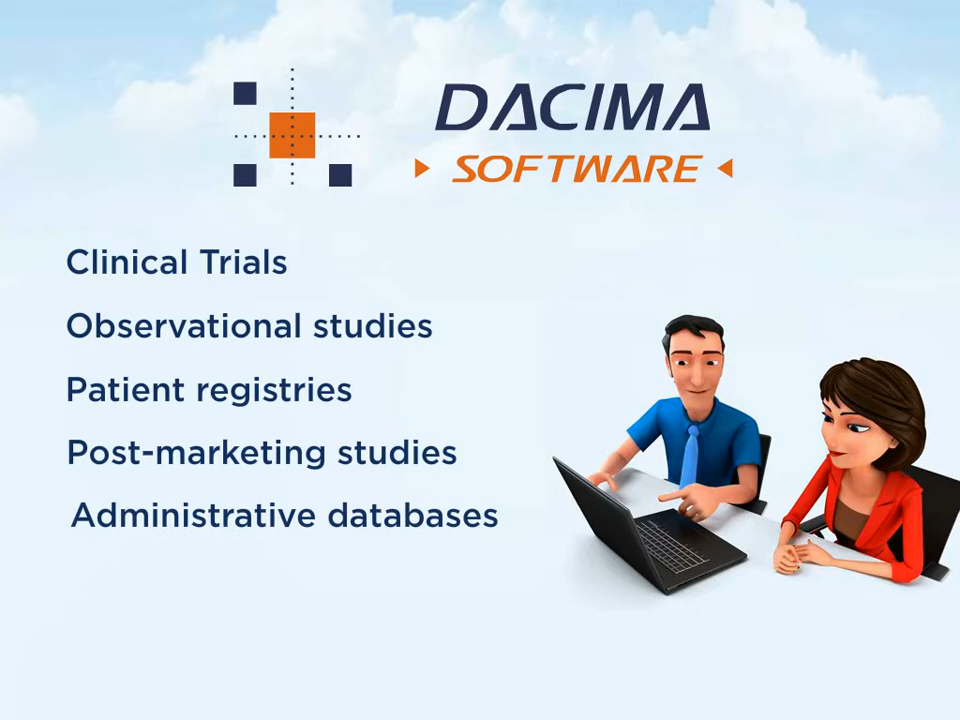 DACIMA
SOFTWARE
Clinical Trials
Observational studies
Patient registries
Post-marketing studies
Administrative databases